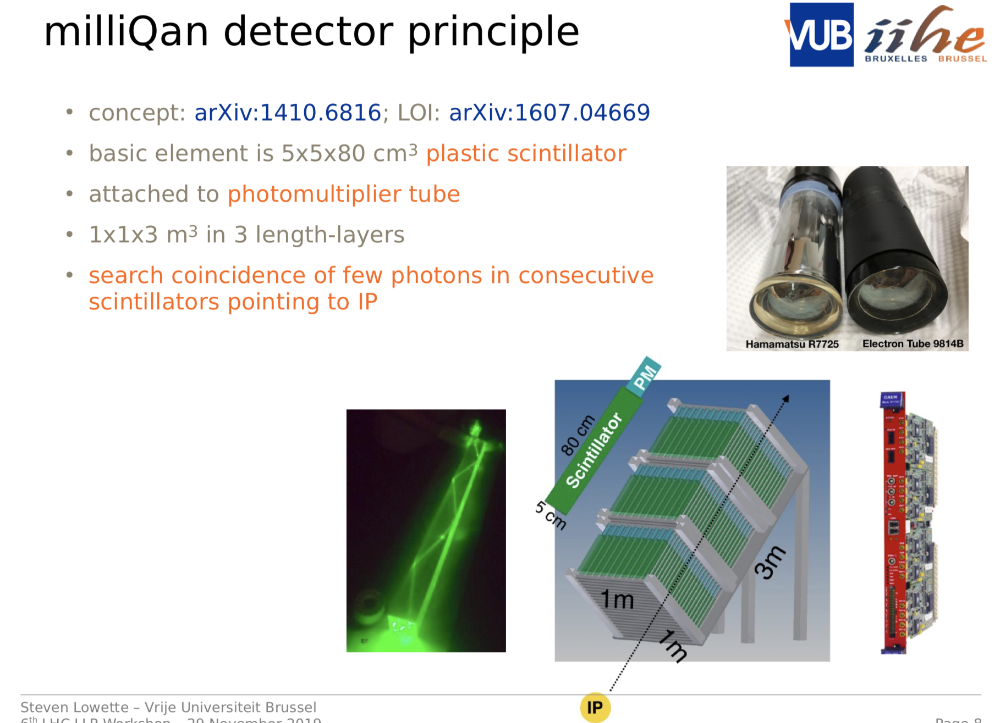 milliQan detector principle
VUB iihe
BRUXELLES BRUSSEL
• concept: arXiv:1410.6816; LOI: arXiv:1607.04669
• basic element is 5x5x80 cm³ plastic scintillator
• attached to photomultiplier tube
• 1x1x3 m³ in 3 length-layers
• search coincidence of few photons in consecutive
scintillators pointing to IP
Hamamatsu R7725 Electron Tube 9814B
PM
Scintillator
80 cm
5 cm
CAEN
3m
1m
1m
IP
Steven Lowette – Vrije Universiteit Brussel
6th LHC LLP Workshop – 29 November 2019
Page 8